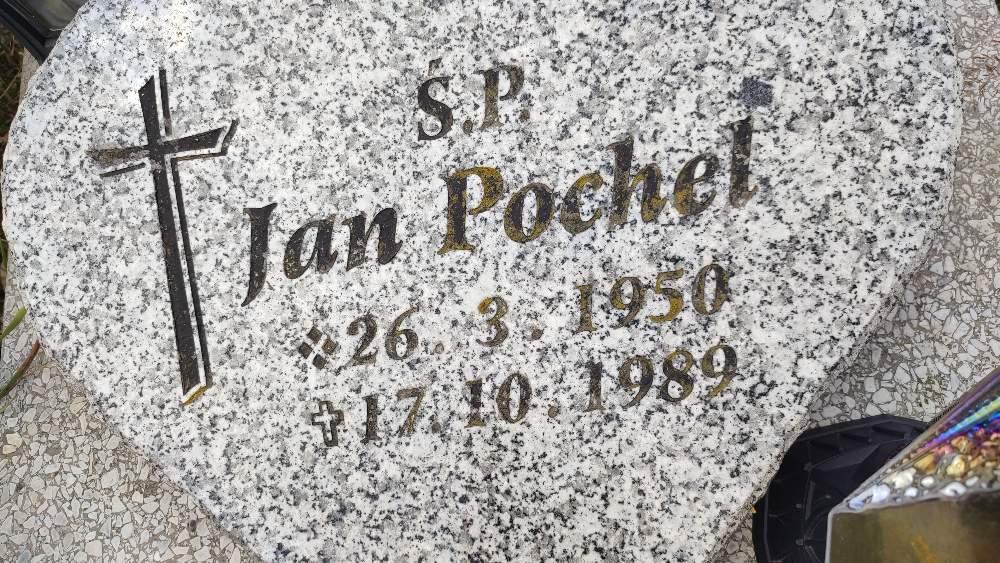 Ś.P.
Jan Pochel
26. 3. 1950
17. 10. 1989